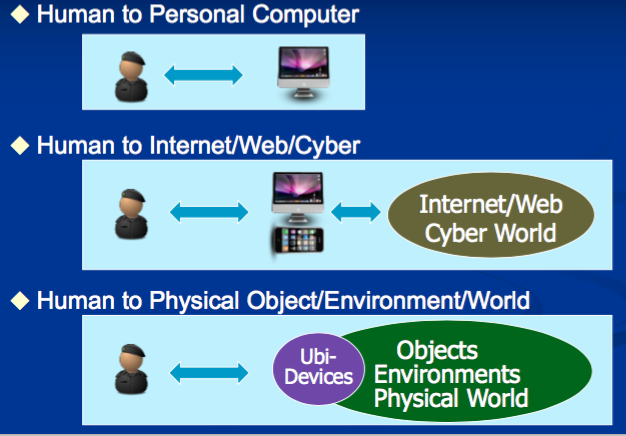 Human to Personal Computer
Human to Internet/Web/Cyber
Internet/Web
Cyber World
Human to Physical Object/Environment/World
Ubi-
Devices
Objects
Environments
Physical World